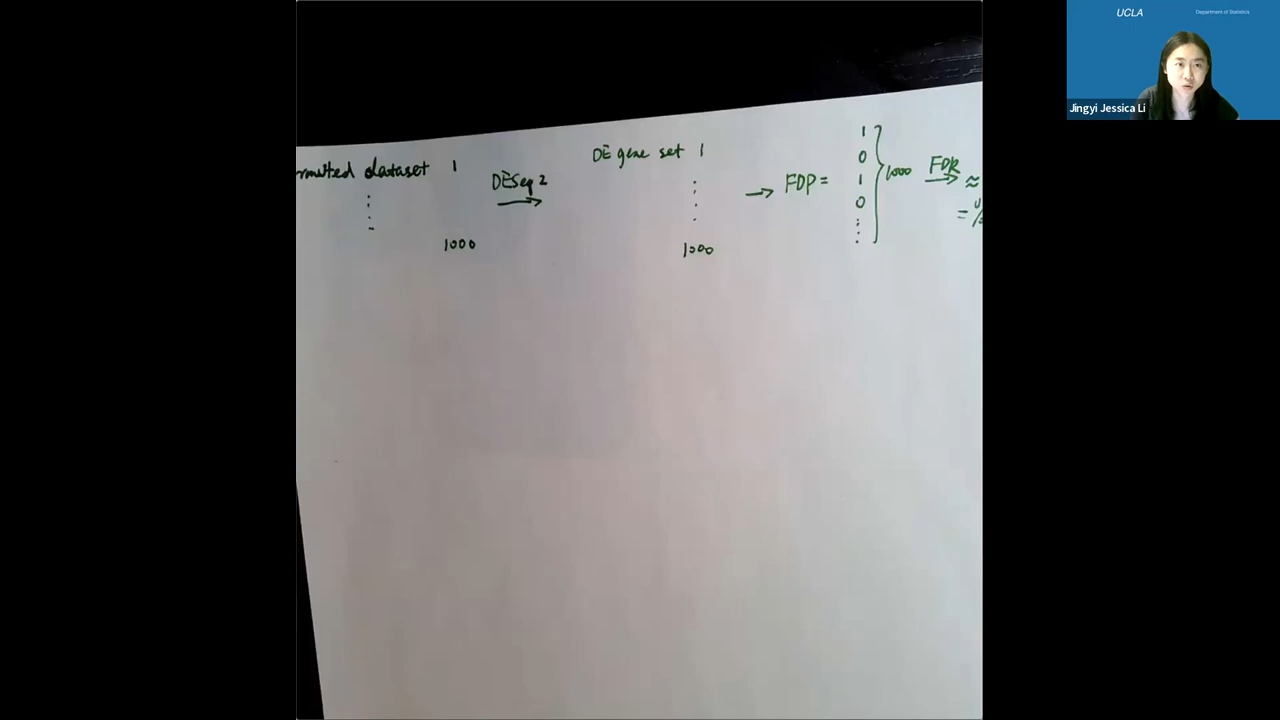 UCLA Department of Statistics
Jingyi Jessica Li
rmuted dataset 1
1000
DESeq2
DE gene set 1
1000
→ FDP =
1
0
1
0
1000
FDR
≈
=